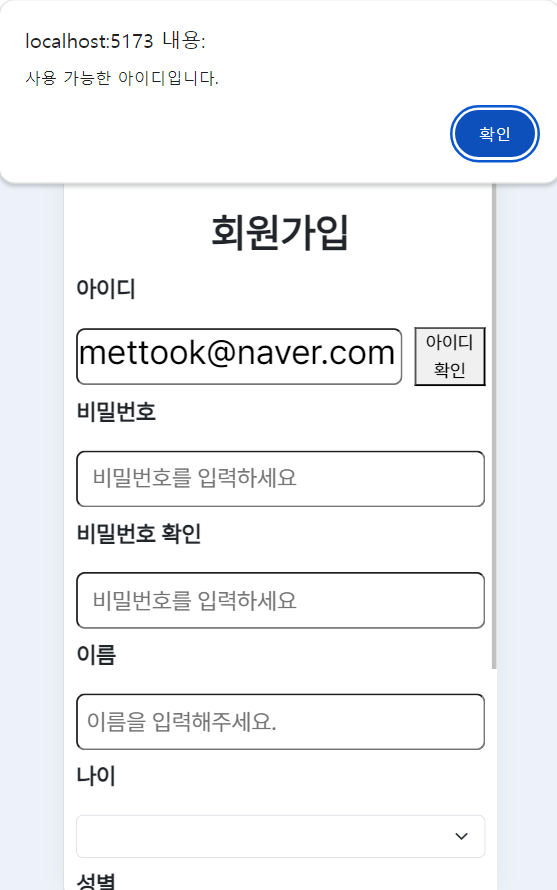 localhost:5173 내용:
사용 가능한 아이디입니다.
확인
회원가입
아이디
mettook@naver.com
아이디
확인
비밀번호
비밀번호를 입력하세요
비밀번호 확인
비밀번호를 입력하세요
이름
이름을 입력해주세요.
나이
성별